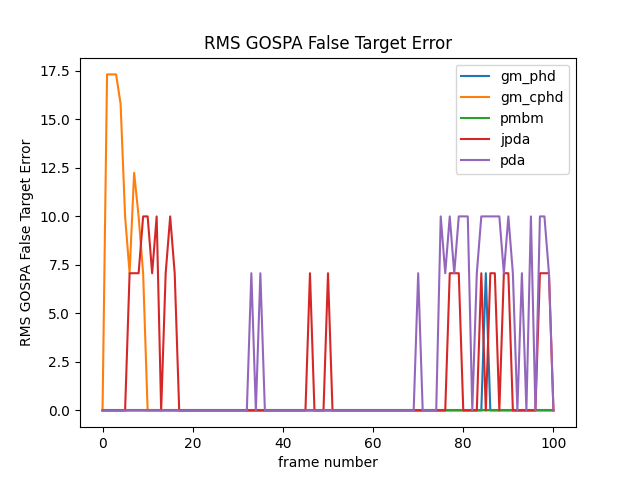 RMS GOSPA False Target Error
17.5
15.0
12.5
10.0
7.5
5.0
2.5
0.0
RMS GOSPA False Target Error
gm_phd
gm_cphd
pmbm
jpda
pda
0 20 40 60 80 100
frame number